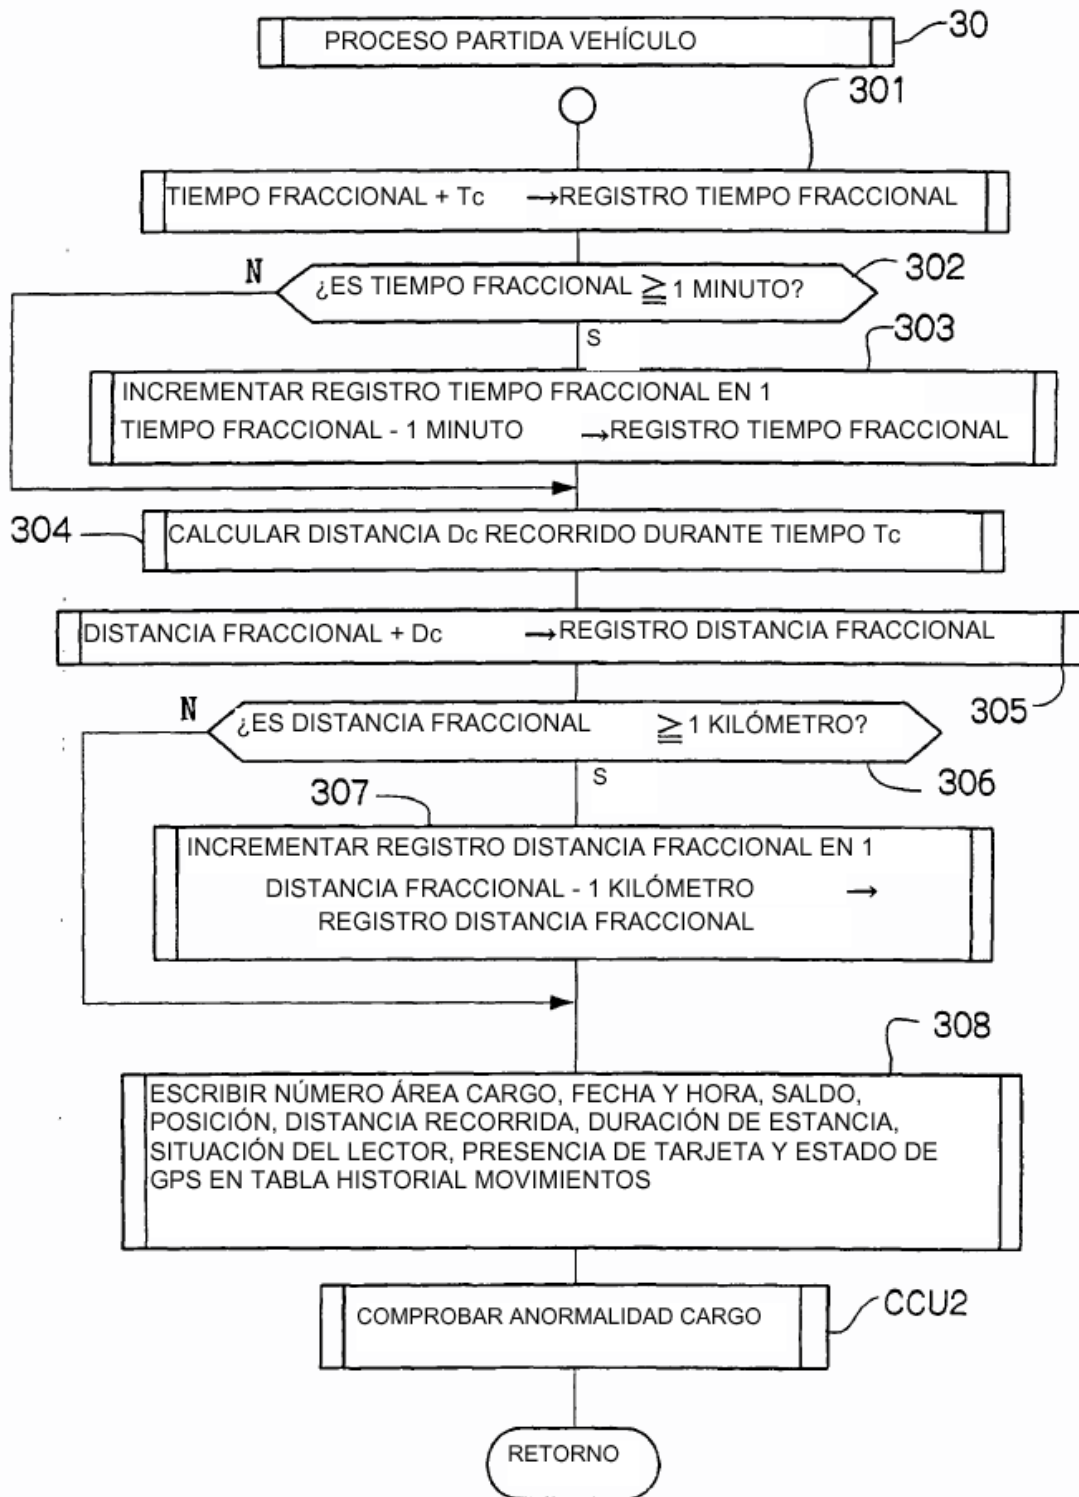 PROCESO PARTIDA VEHÍCULO
30
301
TIEMPO FRACCIONAL + Tc →REGISTRO TIEMPO FRACCIONAL
N
¿ES TIEMPO FRACCIONAL ≧ 1 MINUTO?
302
S
303
INCREMENTAR REGISTRO TIEMPO FRACCIONAL EN 1
TIEMPO FRACCIONAL - 1 MINUTO →REGISTRO TIEMPO FRACCIONAL
304
CALCULAR DISTANCIA Dc RECORRIDO DURANTE TIEMPO Tc
DISTANCIA FRACCIONAL + Dc →REGISTRO DISTANCIA FRACCIONAL
305
N
¿ES DISTANCIA FRACCIONAL ≧ 1 KILÓMETRO?
306
S
307
INCREMENTAR REGISTRO DISTANCIA FRACCIONAL EN 1
DISTANCIA FRACCIONAL - 1 KILÓMETRO →
REGISTRO DISTANCIA FRACCIONAL
308
ESCRIBIR NÚMERO ÁREA CARGO, FECHA Y HORA, SALDO,
POSICIÓN, DISTANCIA RECORRIDA, DURACIÓN DE ESTANCIA,
SITUACIÓN DEL LECTOR, PRESENCIA DE TARJETA Y ESTADO DE
GPS EN TABLA HISTORIAL MOVIMIENTOS
COMPROBAR ANORMALIDAD CARGO
CCU2
RETORNO